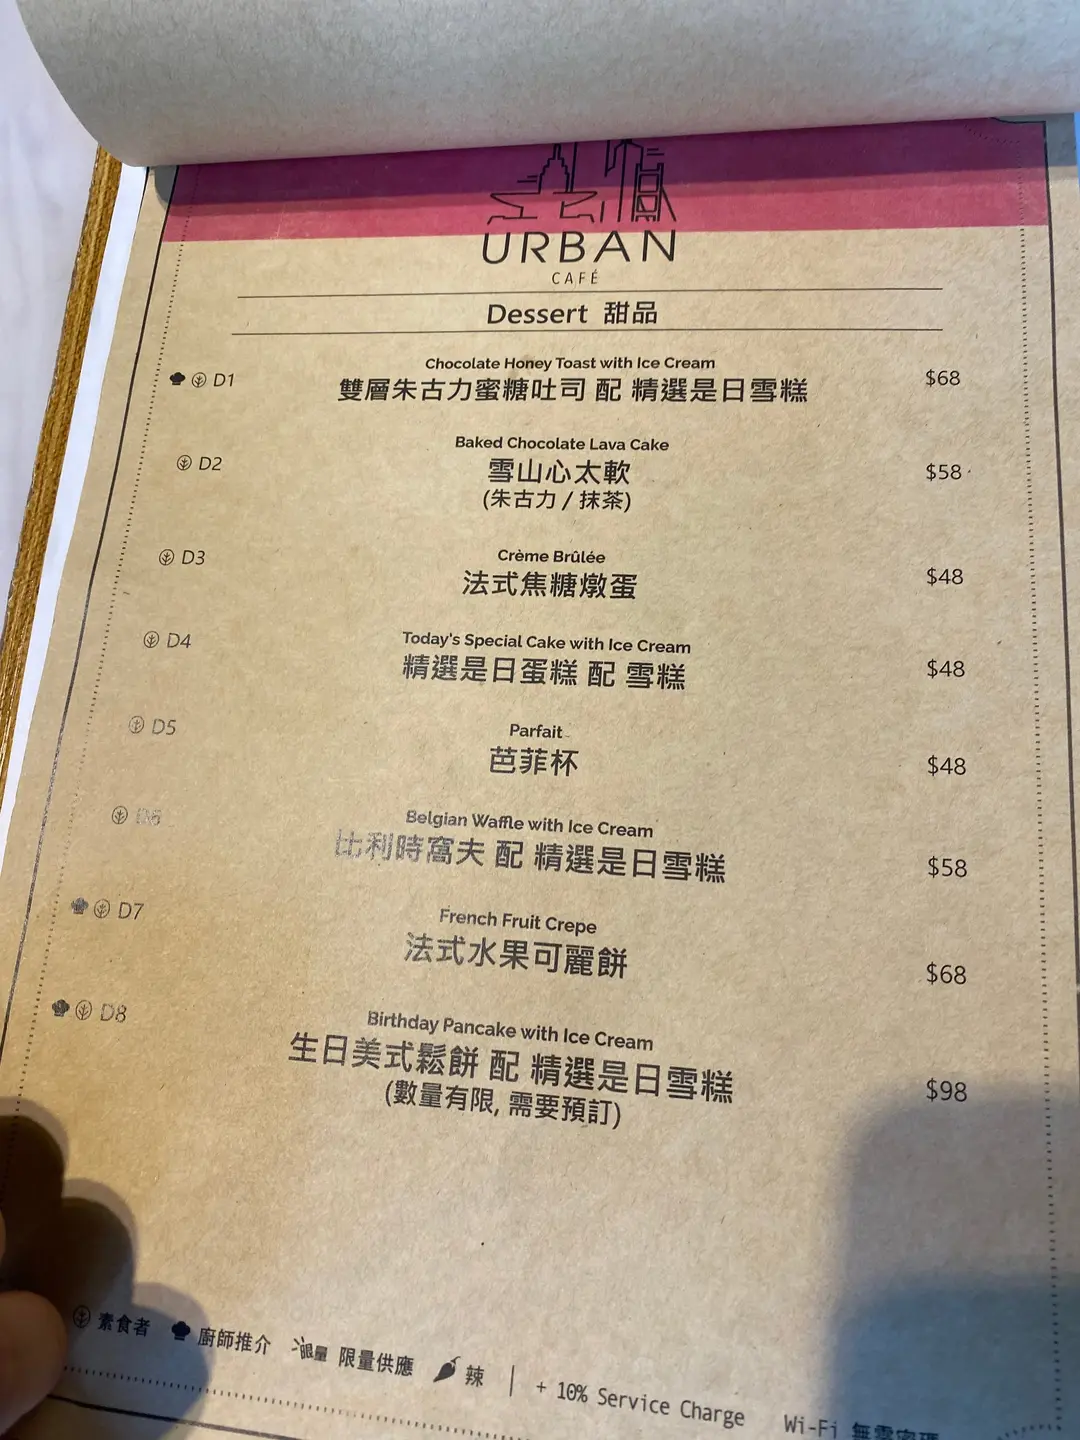 URBAN
CAFÉ
Dessert 甜品
D1 Chocolate Honey Toast with Ice Cream
雙層朱古力蜜糖吐司 配 精選是日雪糕 $68
D2 Baked Chocolate Lava Cake
雪山心太軟 $58
(朱古力 / 抹茶)
D3 Crème Brûlée
法式焦糖燉蛋 $48
D4 Today's Special Cake with Ice Cream
精選是日蛋糕 配 雪糕 $48
D5 Parfait
芭菲杯 $48
D6 Belgian Waffle with Ice Cream
比利時窩夫 配 精選是日雪糕 $58
D7 French Fruit Crepe
法式水果可麗餅 $68
D8 Birthday Pancake with Ice Cream
生日美式鬆餅 配 精選是日雪糕 $98
(數量有限, 需要預訂)
素食者 廚師推介 限量 限量供應 辣 | + 10% Service Charge Wi-Fi 無需密碼